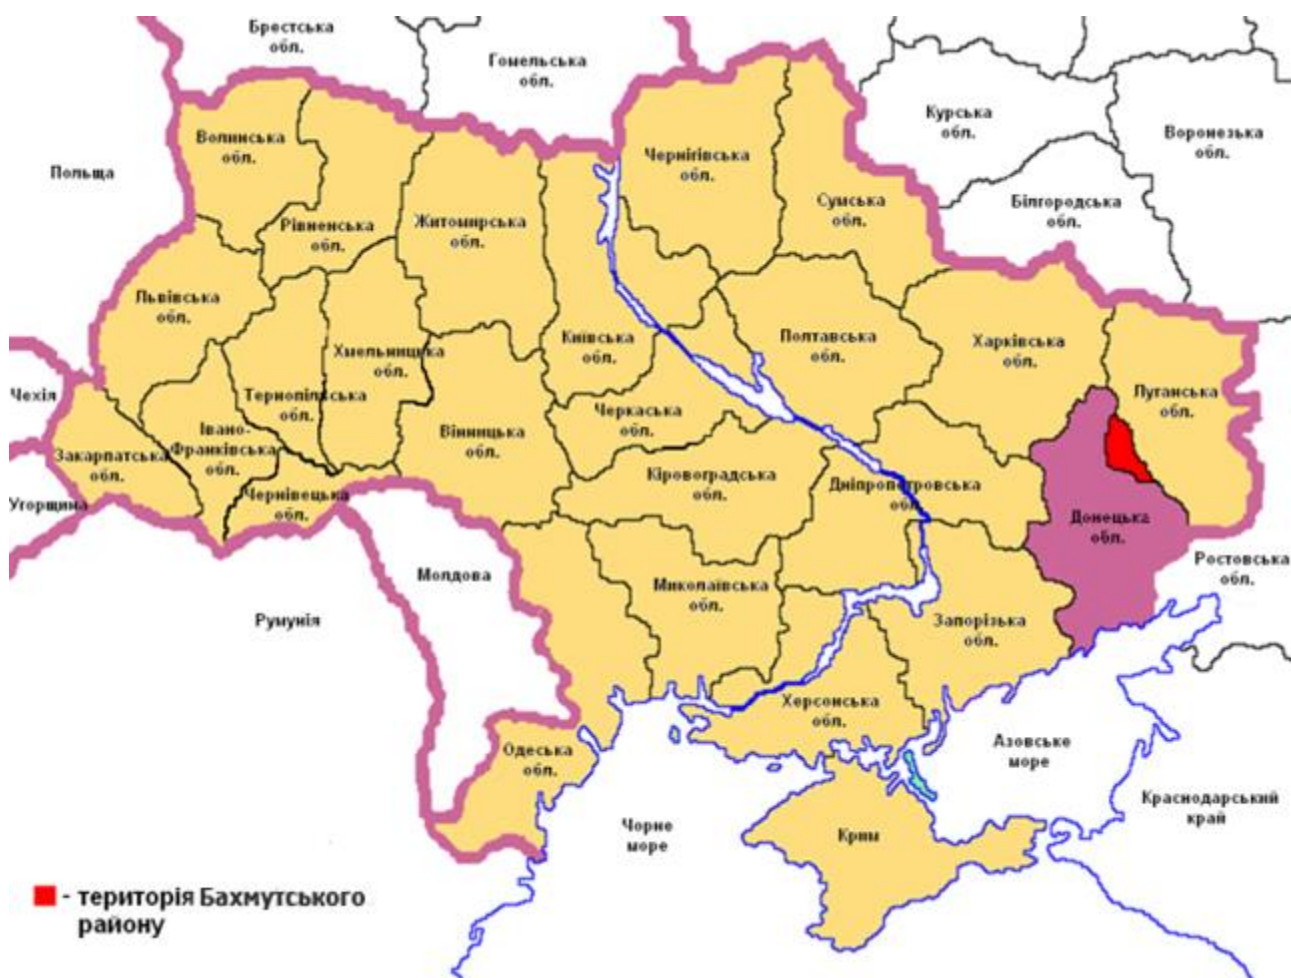 Брестська
обл.
Гомельська
обл.
Курська
обл.
Воронезька
обл.
Волинська
обл.
Чернігівська
обл.
Польща
Сумська
обл.
Білгородська
обл.
Рівненська
обл.
Житомирська
обл.
Львівська
обл.
Київська
обл.
Полтавська
обл.
Харківська
обл.
Хмельницька
обл.
Чехія
Тернопільська
обл.
Луганська
обл.
Черкаська
обл.
Івано-
Франківська
обл.
Вінницька
обл.
Закарпатська
обл.
Кіровоградська
обл.
Дніпропетровська
обл.
Чернівецька
обл.
Угорщина
Донецька
обл.
Ростовська
обл.
Молдова
Миколаївська
обл.
Румунія
Запорізька
обл.
Херсонська
обл.
Одеська
обл.
Азовське
море
Краснодарський
край
Чорне
море
Крим
- територія Бахмутського
району